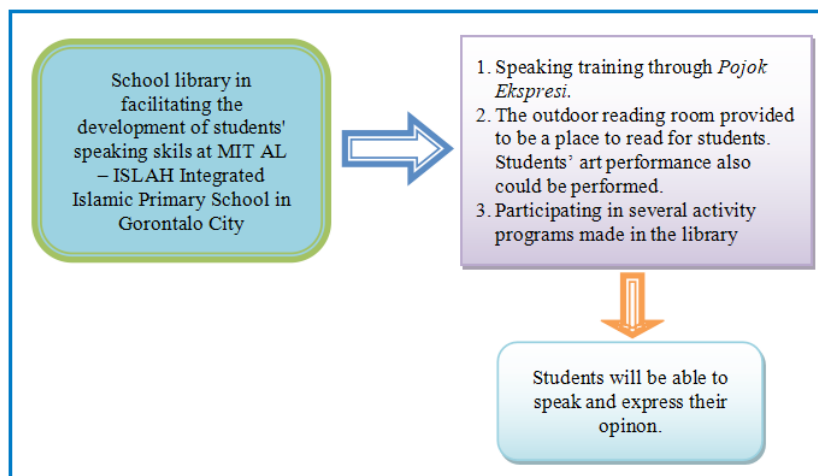 School library in
facilitating the
development of students'
speaking skils at MIT AL
– ISLAH Integrated
Islamic Primary School in
Gorontalo City
1. Speaking training through Pojok
Ekspresi.
2. The outdoor reading room provided
to be a place to read for students.
Students’ art performance also
could be performed.
3. Participating in several activity
programs made in the library
Students will be able to
speak and express their
opinon.